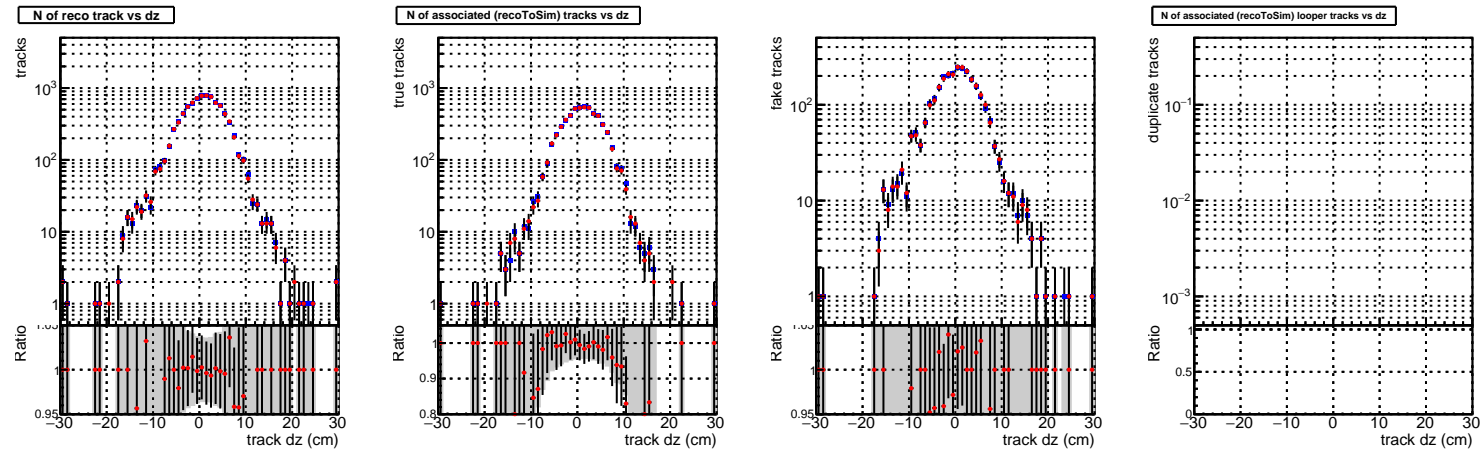 N of reco track vs dz
tracks
10³
10²
10
1
Ratio
1
0.95
−30 −20 −10 0 10 20 30
track dz (cm)
N of associated (recoToSim) tracks vs dz
true tracks
10³
10²
10
1
Ratio
1
0.9
0.8
−30 −20 −10 0 10 20 30
track dz (cm)
fake tracks
10²
10
1
Ratio
1
0.95
−30 −20 −10 0 10 20 30
track dz (cm)
N of associated (recoToSim) looper tracks vs dz
duplicate tracks
10⁻¹
10⁻²
10⁻³
Ratio
1
0.5
0
−30 −20 −10 0 10 20 30
track dz (cm)